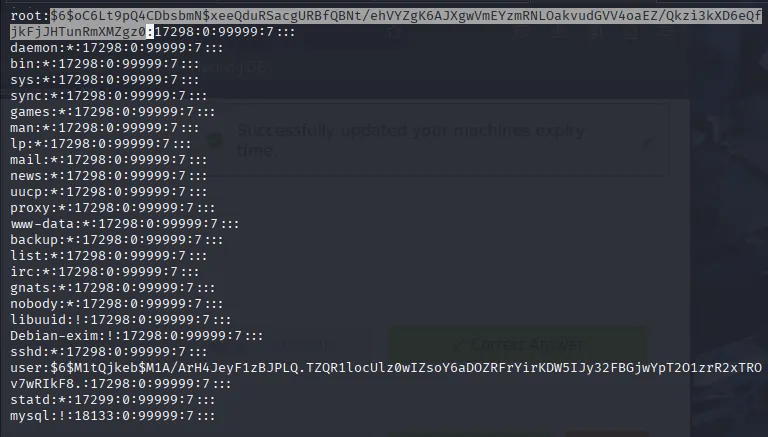 root:$6$oC6Lt9pQ4CDbsbmN$xeeQduRSacgURBfQBNt/ehVYZgK6AJXgwVmEYzmRNLOakvudGVV4oaEZ/Qkzi3kXD6eQf
jkFjJHTunRmXMZgz0:17298:0:99999:7:::
daemon:*:17298:0:99999:7:::
bin:*:17298:0:99999:7:::
sys:*:17298:0:99999:7:::
sync:*:17298:0:99999:7:::
games:*:17298:0:99999:7:::
man:*:17298:0:99999:7:::
lp:*:17298:0:99999:7:::
mail:*:17298:0:99999:7:::
news:*:17298:0:99999:7:::
uucp:*:17298:0:99999:7:::
proxy:*:17298:0:99999:7:::
www-data:*:17298:0:99999:7:::
backup:*:17298:0:99999:7:::
list:*:17298:0:99999:7:::
irc:*:17298:0:99999:7:::
gnats:*:17298:0:99999:7:::
nobody:*:17298:0:99999:7:::
libuuid:!:17298:0:99999:7:::
Debian-exim:!:17298:0:99999:7:::
sshd:*:17298:0:99999:7:::
user:$6$M1tQjkeb$M1A/ArH4JeyF1zBJPLQ.TZQR1locUlz0wIZsoY6aDOZRFrYirKDW5IJy32FBGjwYpT2O1zrR2xTRO
v7wRIkF8.:17298:0:99999:7:::
statd:*:17299:0:99999:7:::
mysql:!:18133:0:99999:7:::
Successfully updated your machines expiry
time.
Correct Answer